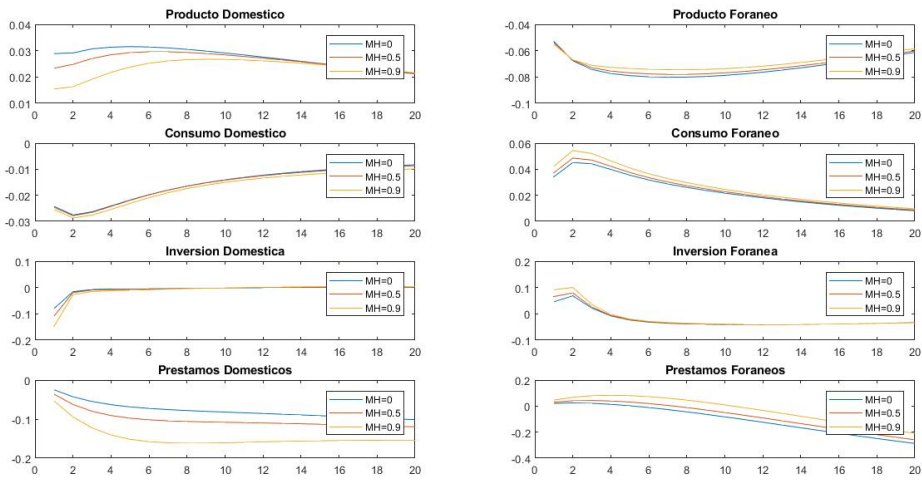 Producto Domestico
0.04
0.03
0.02
0.01
0 2 4 6 8 10 12 14 16 18 20
MH=0
MH=0.5
MH=0.9
Producto Foraneo
-0.04
-0.06
-0.08
-0.1
0 2 4 6 8 10 12 14 16 18 20
MH=0
MH=0.5
MH=0.9
Consumo Domestico
0
-0.01
-0.02
-0.03
0 2 4 6 8 10 12 14 16 18 20
MH=0
MH=0.5
MH=0.9
Consumo Foraneo
0.06
0.04
0.02
0
0 2 4 6 8 10 12 14 16 18 20
MH=0
MH=0.5
MH=0.9
Inversion Domestica
0.1
0
-0.1
-0.2
0 2 4 6 8 10 12 14 16 18 20
MH=0
MH=0.5
MH=0.9
Inversion Foranea
0.2
0.1
0
-0.1
0 2 4 6 8 10 12 14 16 18 20
MH=0
MH=0.5
MH=0.9
Prestamos Domesticos
0
-0.1
-0.2
0 2 4 6 8 10 12 14 16 18 20
MH=0
MH=0.5
MH=0.9
Prestamos Foraneos
0.2
0
-0.2
-0.4
0 2 4 6 8 10 12 14 16 18 20
MH=0
MH=0.5
MH=0.9